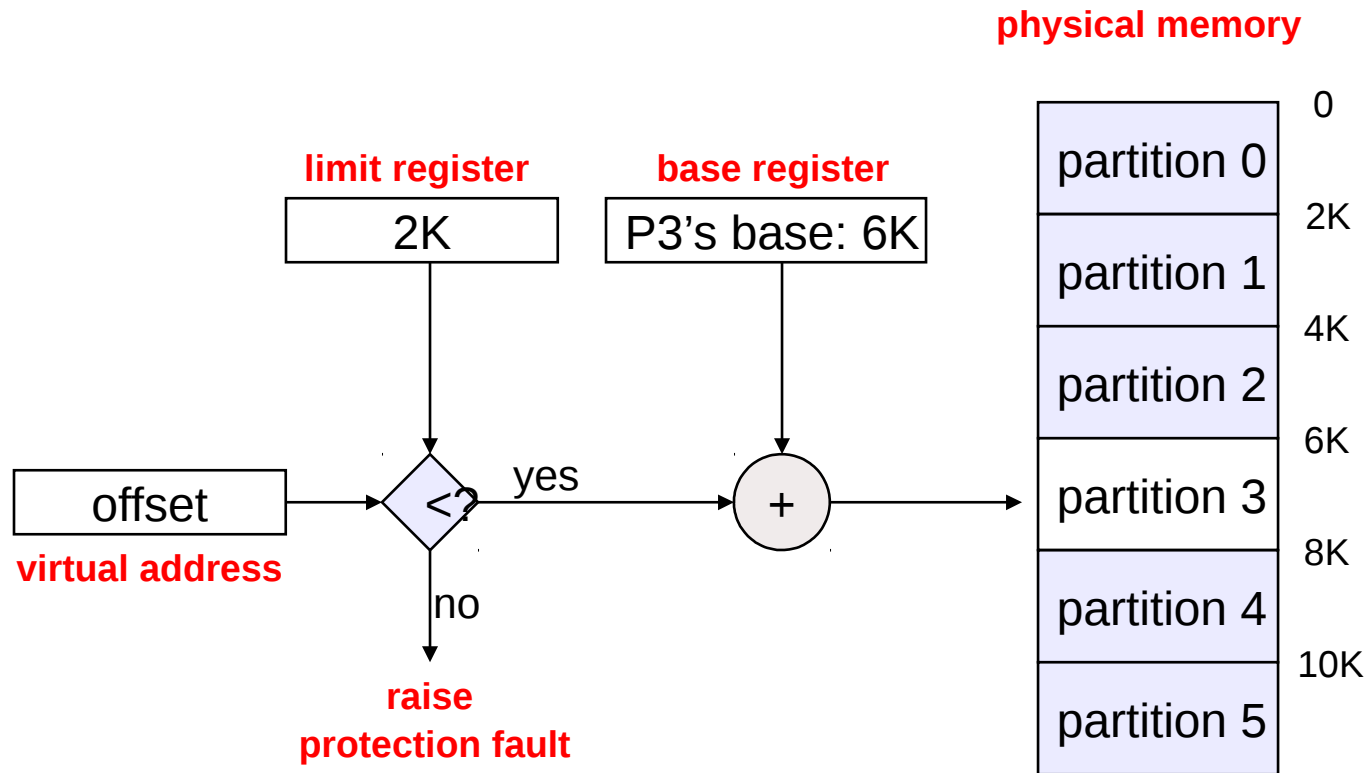 physical memory
0
limit register
base register
partition 0
2K
P3’s base: 6K
2K
partition 1
4K
partition 2
6K
yes
offset
<?
+
partition 3
virtual address
8K
no
partition 4
10K
raise
protection fault
partition 5